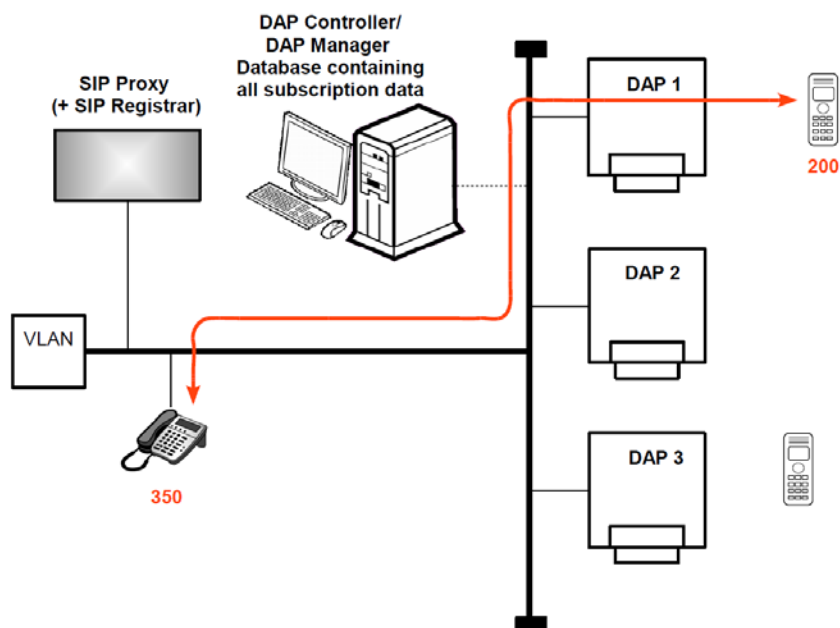 DAP Controller/
DAP Manager
Database containing
all subscription data
SIP Proxy
(+ SIP Registrar)
DAP 1
200
DAP 2
VLAN
350
DAP 3